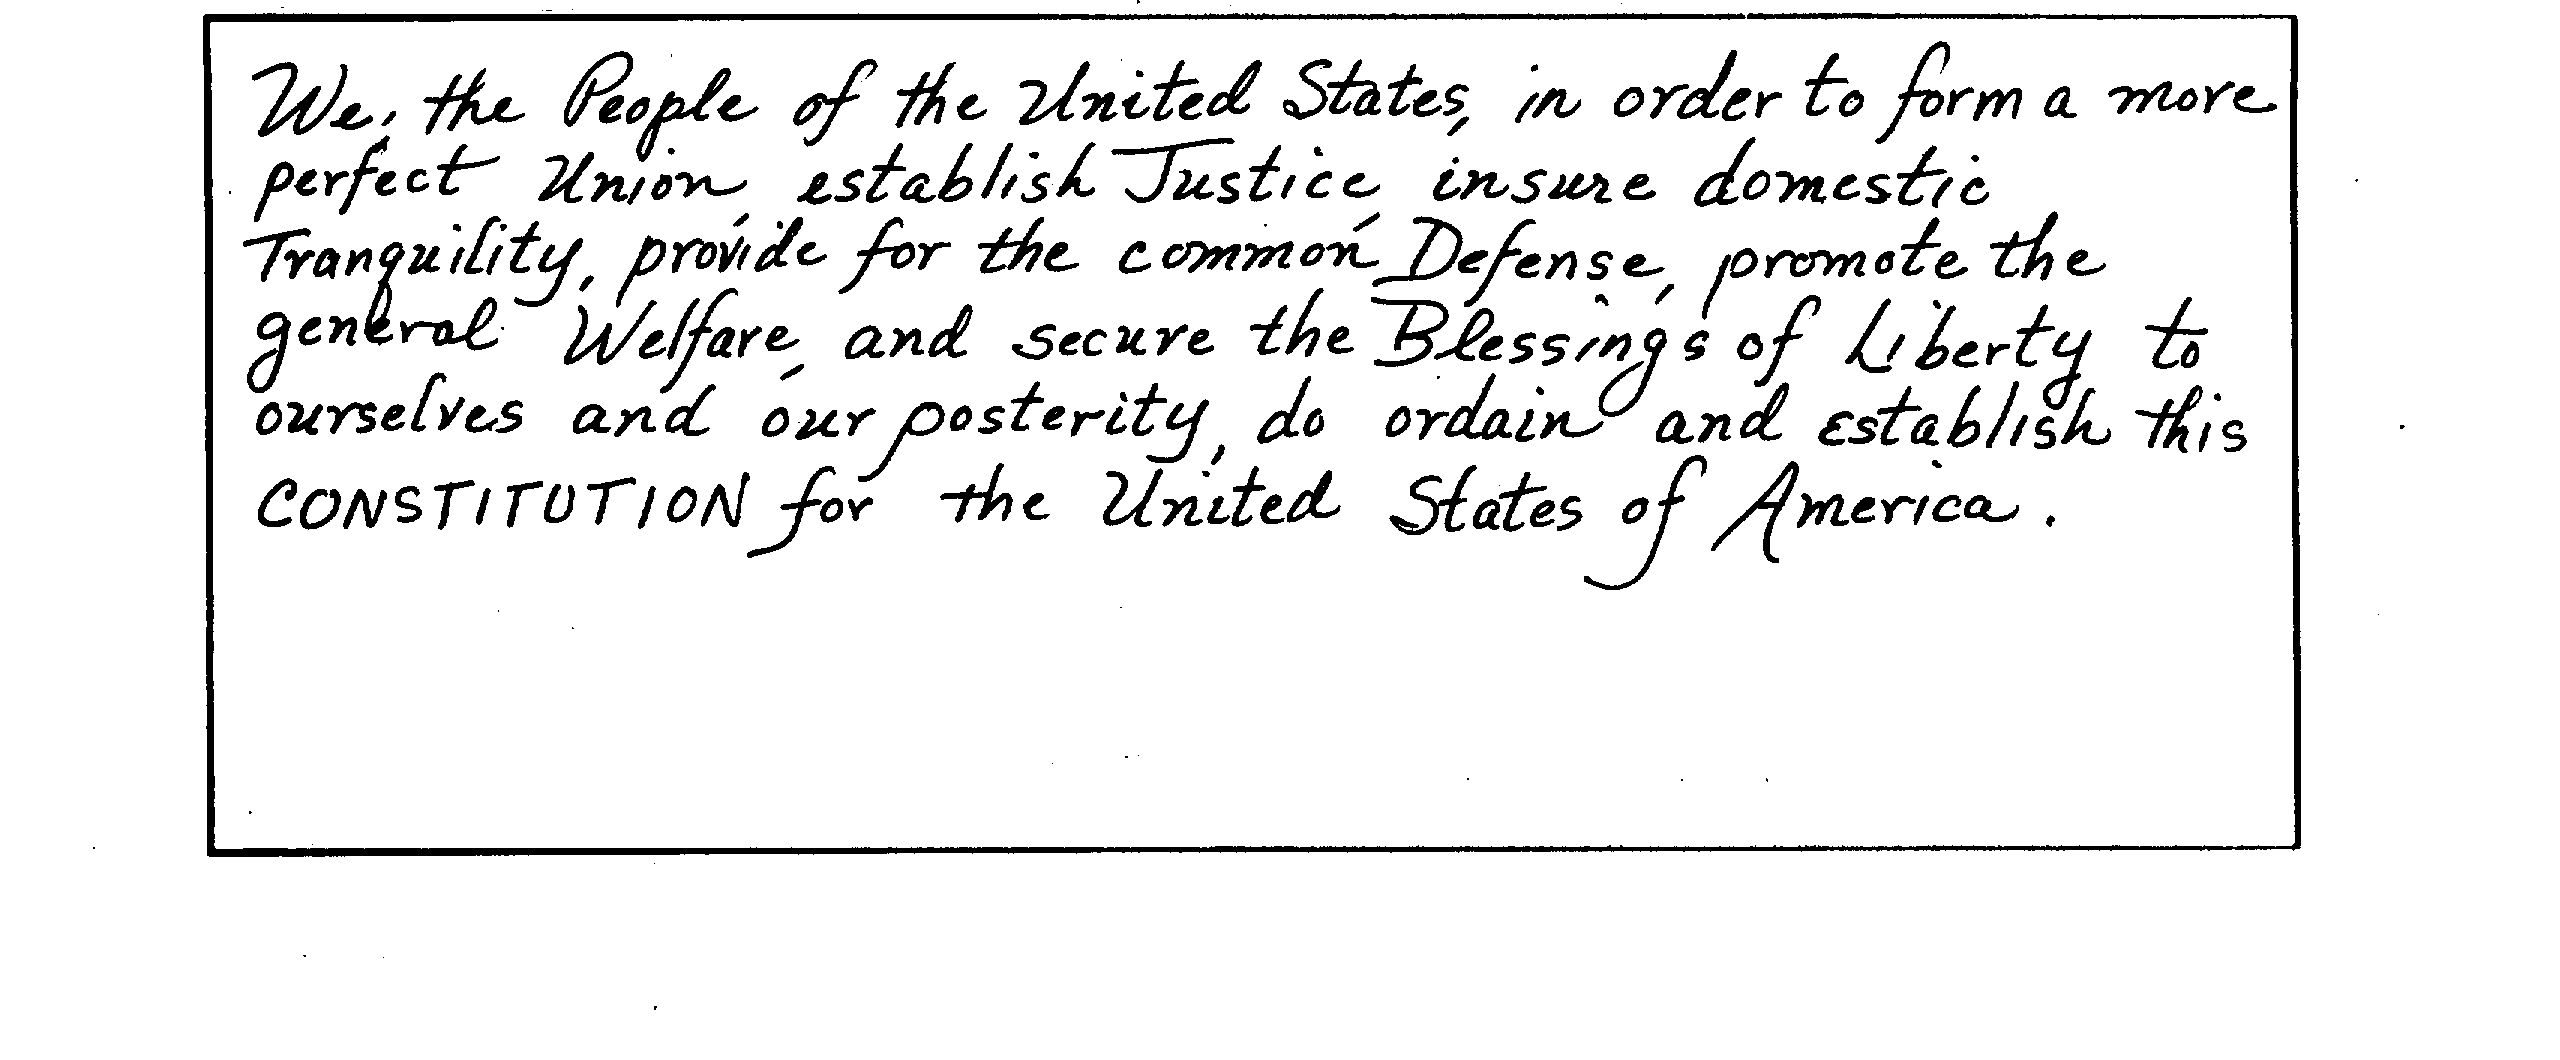 We, the People of the United States, in order to form a more
perfect Union, establish Justice, insure domestic
Tranquility, provide for the common Defense, promote the
general Welfare, and secure the Blessings of Liberty to
ourselves and our posterity, do ordain and establish this
CONSTITUTION for the United States of America.